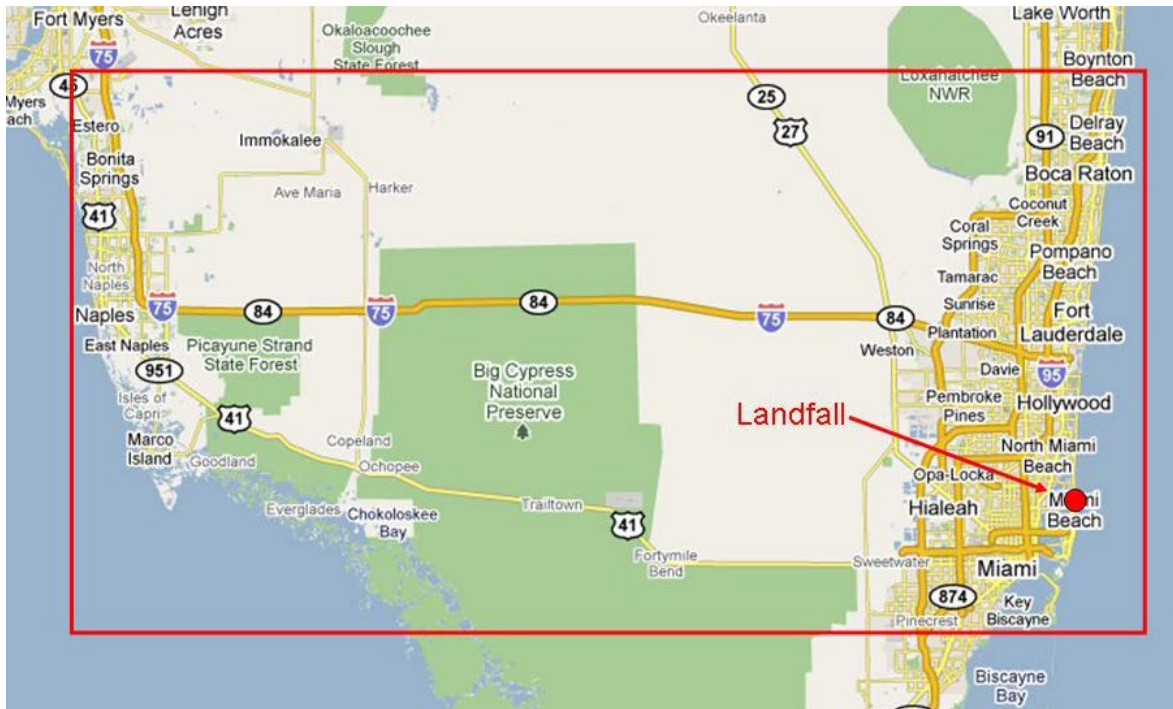 Fort Myers
Lehigh
Acres
75
Okaloacoochee
Slough
State Forest
Okeelanta
Lake Worth
Boynton
Beach
Loxahatchee
NWR
45
Myers
ach
Estero
25
27
91
Delray
Beach
Immokalee
Bonita
Springs
Ave Maria
Harker
Boca Raton
41
Coconut
Creek
Coral
Springs
Pompano
Beach
North
Naples
Tamarac
Naples
75
84
75
84
75
84
Sunrise
Fort
Lauderdale
Plantation
East Naples
Picayune Strand
State Forest
Weston
Davie
951
Big Cypress
National
Preserve
95
Isles of
Capri
Pembroke
Pines
Hollywood
41
Landfall
Marco
Island
Copeland
North Miami
Beach
Goodland
Ochopee
Opa-Locka
Everglades
Chokoloskee
Bay
Trailtown
Hialeah
Miami
Beach
41
Fortymile
Bend
Sweetwater
Miami
874
Key
Biscayne
Pinecrest
Biscayne
Bay